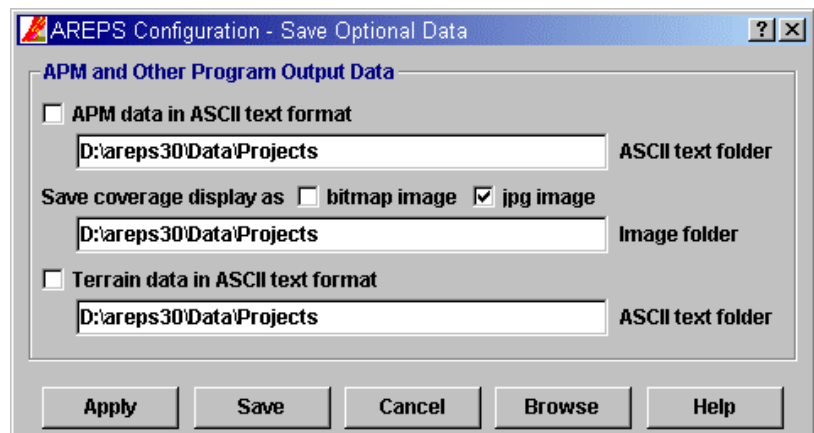 AREPS Configuration - Save Optional Data ? ×
APM and Other Program Output Data
APM data in ASCII text format
D:\areps30\Data\Projects ASCII text folder
Save coverage display as bitmap image jpg image
D:\areps30\Data\Projects Image folder
Terrain data in ASCII text format
D:\areps30\Data\Projects ASCII text folder
Apply Save Cancel Browse Help